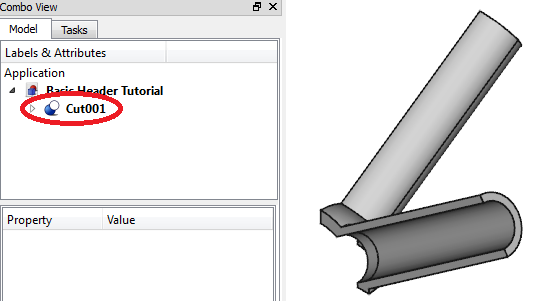 Combo View
Model
Tasks
Labels & Attributes
Application
Basic Header Tutorial
Cut001
Property
Value